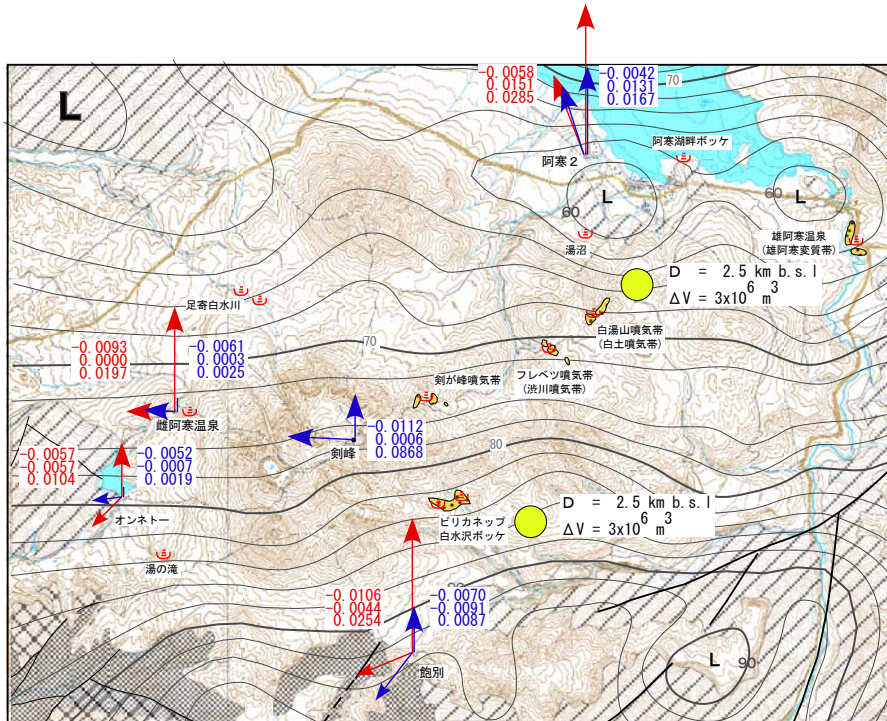 L
-0.0058
0.0151
0.0285
-0.0042
0.0131
0.0167
70
阿寒2
阿寒湖畔ボッケ
L
60
60
L
湯沼
雄阿寒温泉
(雄阿寒変質帯)
D = 2.5 km b.s.l
ΔV = 3x10^6 m^3
足寄白水川
白湯山噴気帯
(白土噴気帯)
-0.0093
0.0000
0.0197
-0.0061
0.0003
0.0025
70
フレベツ噴気帯
(渋川噴気帯)
剣が峰噴気帯
雌阿寒温泉
-0.0112
0.0006
0.0868
剣峰
80
-0.0057
-0.0057
0.0104
-0.0052
-0.0007
0.0019
オンネトー
D = 2.5 km b.s.l
ΔV = 3x10^6 m^3
ピリカネップ
白水沢ボッケ
湯の滝
-0.0106
-0.0044
0.0254
-0.0070
-0.0091
0.0087
飽別
L
90